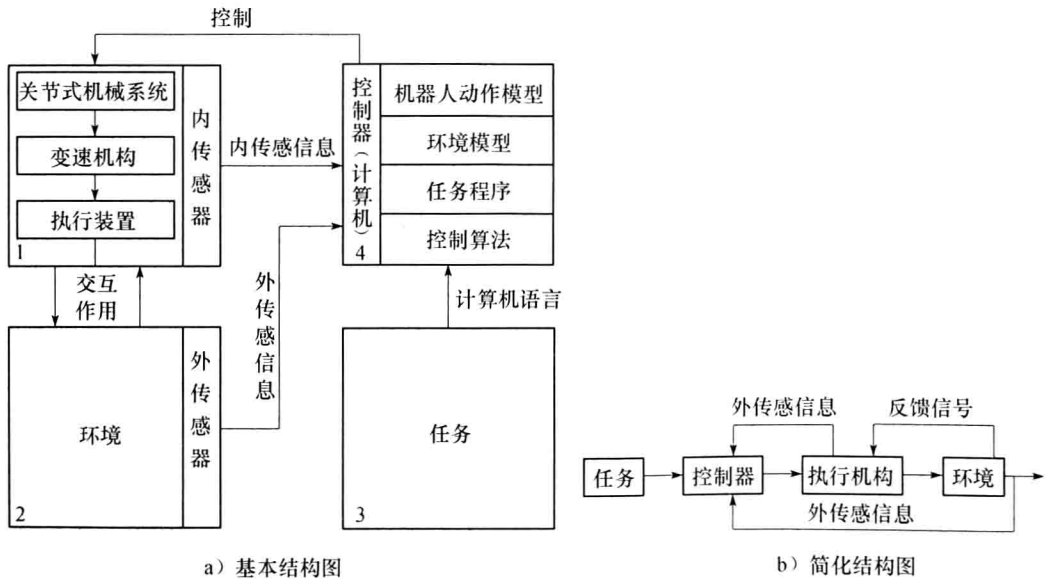 控制
关节式机械系统
变速机构
执行装置
1
内传感器
内传感信息
控制器(计算机)
4
机器人动作模型
环境模型
任务程序
控制算法
交互
作用
外传感信息
计算机语言
环境
2
外传感器
任务
3
a)基本结构图
外传感信息
反馈信号
任务
控制器
执行机构
环境
外传感信息
b)简化结构图